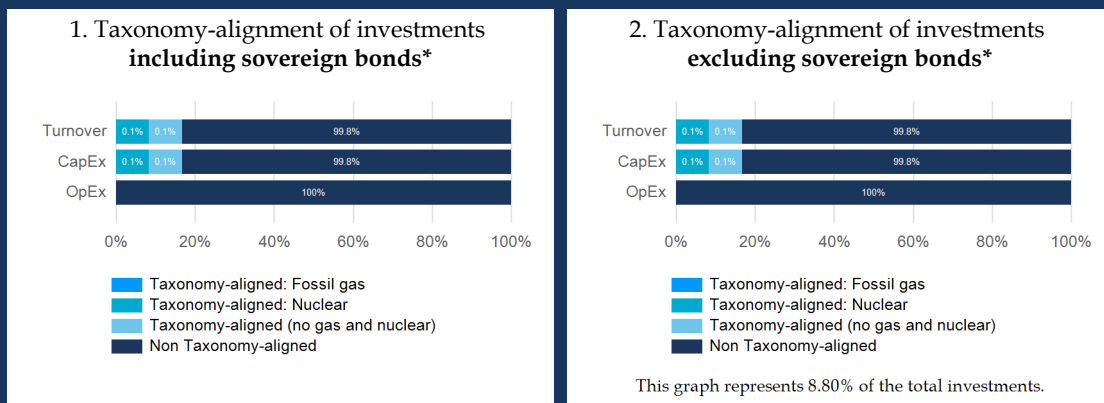 1. Taxonomy-alignment of investments
including sovereign bonds*
Turnover 0.1% 0.1% 99.8%
CapEx 0.1% 0.1% 99.8%
OpEx 100%
0% 20% 40% 60% 80% 100%
Taxonomy-aligned: Fossil gas
Taxonomy-aligned: Nuclear
Taxonomy-aligned (no gas and nuclear)
Non Taxonomy-aligned
2. Taxonomy-alignment of investments
excluding sovereign bonds*
Turnover 0.1% 0.1% 99.8%
CapEx 0.1% 0.1% 99.8%
OpEx 100%
0% 20% 40% 60% 80% 100%
Taxonomy-aligned: Fossil gas
Taxonomy-aligned: Nuclear
Taxonomy-aligned (no gas and nuclear)
Non Taxonomy-aligned
This graph represents 8.80% of the total investments.